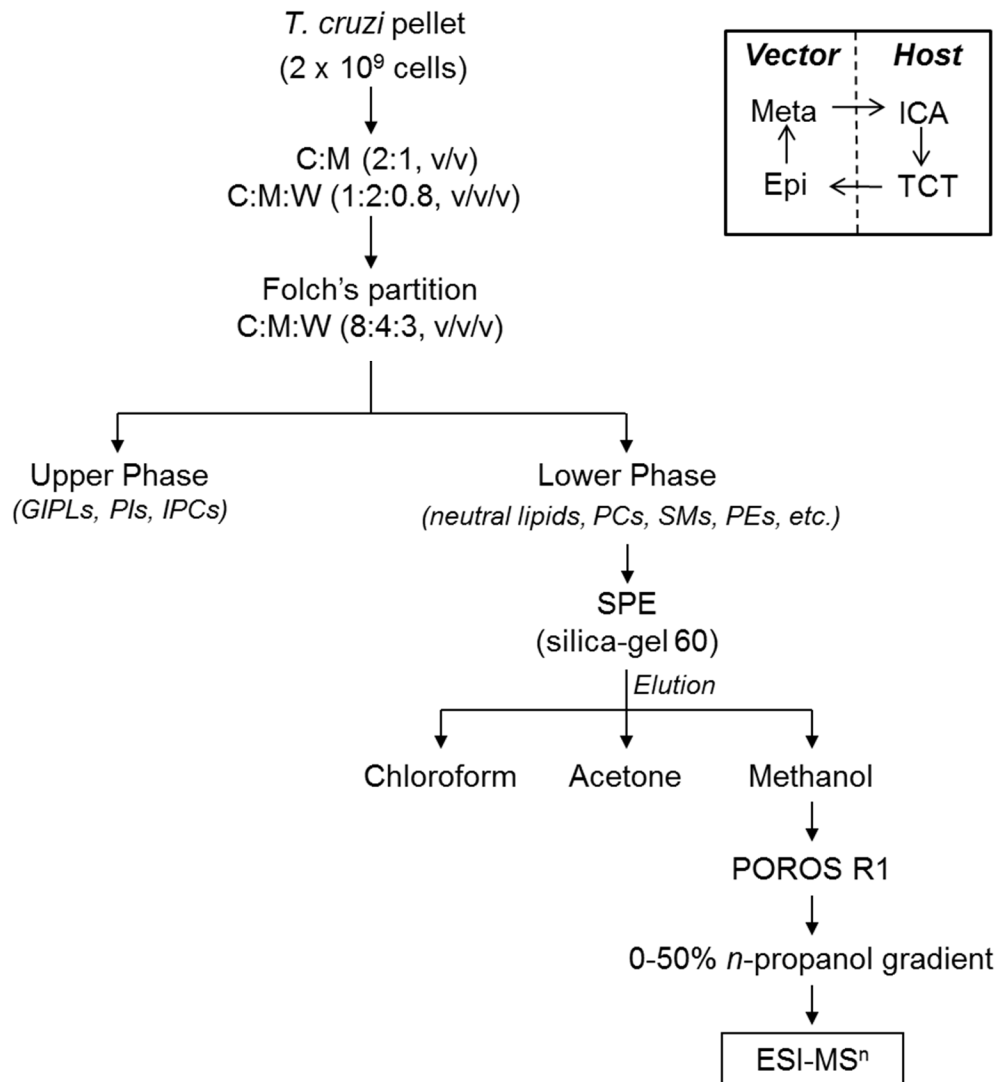 T. cruzi pellet
(2 x 10⁹ cells)
C:M (2:1, v/v)
C:M:W (1:2:0.8, v/v/v)
Folch's partition
C:M:W (8:4:3, v/v/v)
Upper Phase
(GIPLs, PIs, IPCs)
Lower Phase
(neutral lipids, PCs, SMs, PEs, etc.)
SPE
(silica-gel 60)
Elution
Chloroform Acetone Methanol
POROS R1
0-50% n-propanol gradient
ESI-MSⁿ
Vector Host
Meta ICA
Epi TCT